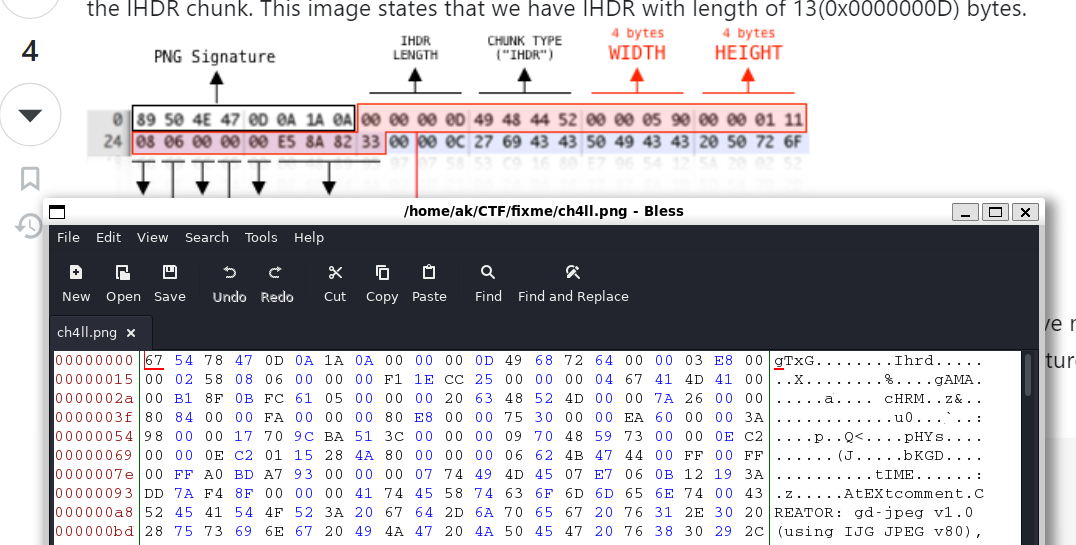 the IHDR chunk. This image states that we have IHDR with length of 13(0x0000000D) bytes.
4
PNG Signature
IHDR
LENGTH
CHUNK TYPE
("IHDR")
4 bytes
WIDTH
4 bytes
HEIGHT
0 89 50 4E 47 0D 0A 1A 0A 00 00 00 0D 49 48 44 52 00 00 05 90 00 00 01 11
24 08 06 00 00 00 E5 8A 82 33 00 00 0C 27 69 43 43 50 49 43 43 20 50 72 6F
/home/ak/CTF/fixme/ch4ll.png - Bless
File Edit View Search Tools Help
New Open Save Undo Redo Cut Copy Paste Find Find and Replace
ch4ll.png ×
00000000 67 54 78 47 0D 0A 1A 0A 00 00 00 0D 49 68 72 64 00 00 03 E8 00 gTxG........Ihrd.....
00000015 00 02 58 08 06 00 00 00 F1 1E CC 25 00 00 00 04 67 41 4D 41 00 ..X........%....gAMA.
0000002a 00 B1 8F 0B FC 61 05 00 00 00 20 63 48 52 4D 00 00 7A 26 00 00 .....a.... cHRM..z&..
0000003f 80 84 00 00 FA 00 00 00 80 E8 00 00 75 30 00 00 EA 60 00 00 3A ............u0...`..:
00000054 98 00 00 17 70 9C BA 51 3C 00 00 00 09 70 48 59 73 00 00 0E C2 ....p..Q<....pHYs....
00000069 00 00 0E C2 01 15 28 4A 80 00 00 00 06 62 4B 47 44 00 FF 00 FF ......(J.....bKGD....
0000007e 00 FF A0 BD A7 93 00 00 00 07 74 49 4D 45 07 E7 06 0B 12 19 3A ..........tIME......:
00000093 DD 7A F4 8F 00 00 00 41 74 45 58 74 63 6F 6D 6D 65 6E 74 00 43 .z.....AtEXtcomment.C
000000a8 52 45 41 54 4F 52 3A 20 67 64 2D 6A 70 65 67 20 76 31 2E 30 20 REATOR: gd-jpeg v1.0
000000bd 28 75 73 69 6E 67 20 49 4A 47 20 4A 50 45 47 20 76 38 30 29 2C (using IJG JPEG v80),